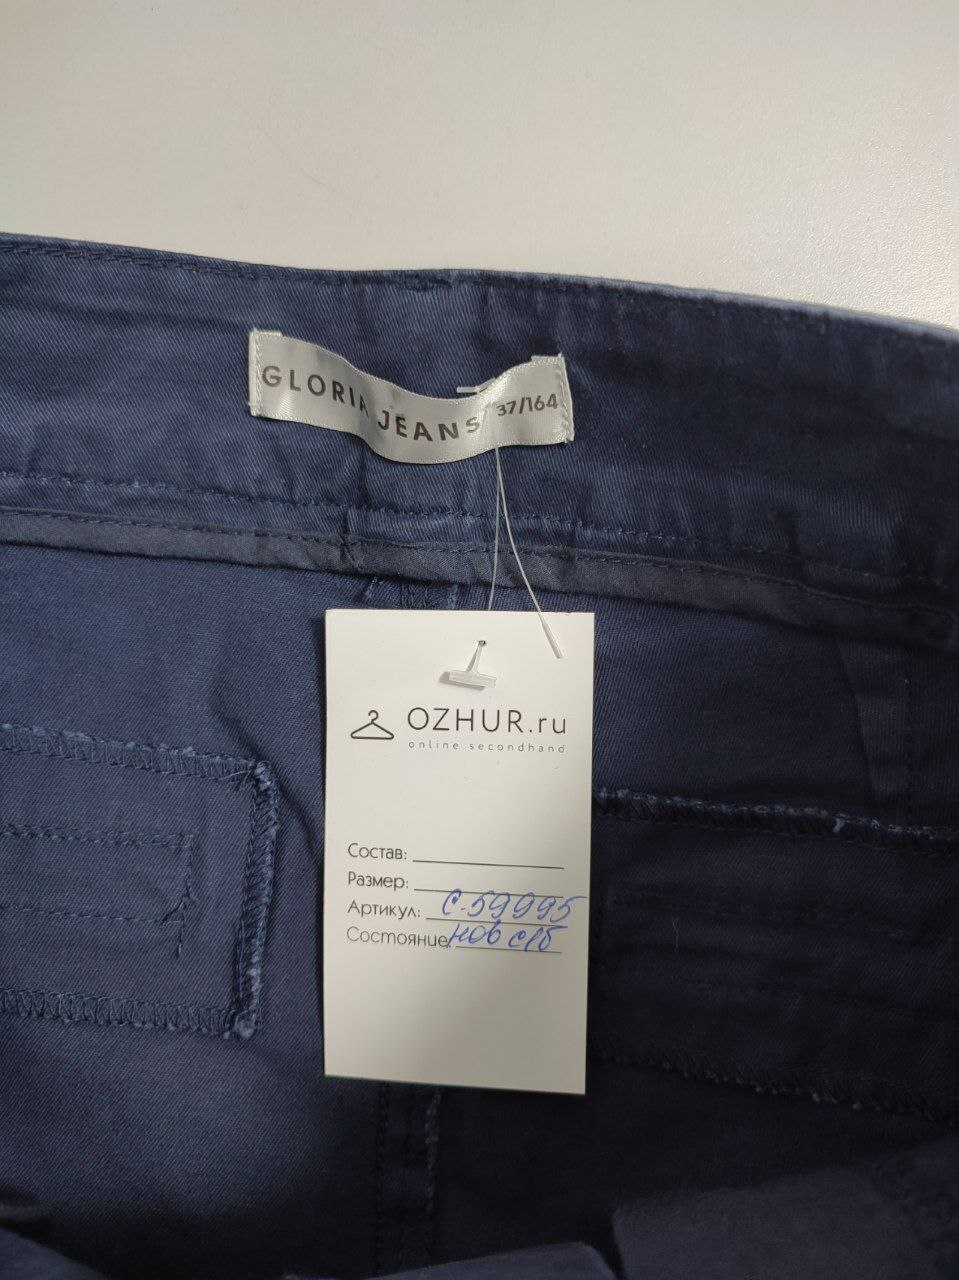 GLORIA JEANS 37/164
OZHUR.ru
online secondhand
Состав:
Размер:
Артикул: С-59995
Состояние: нов с/б